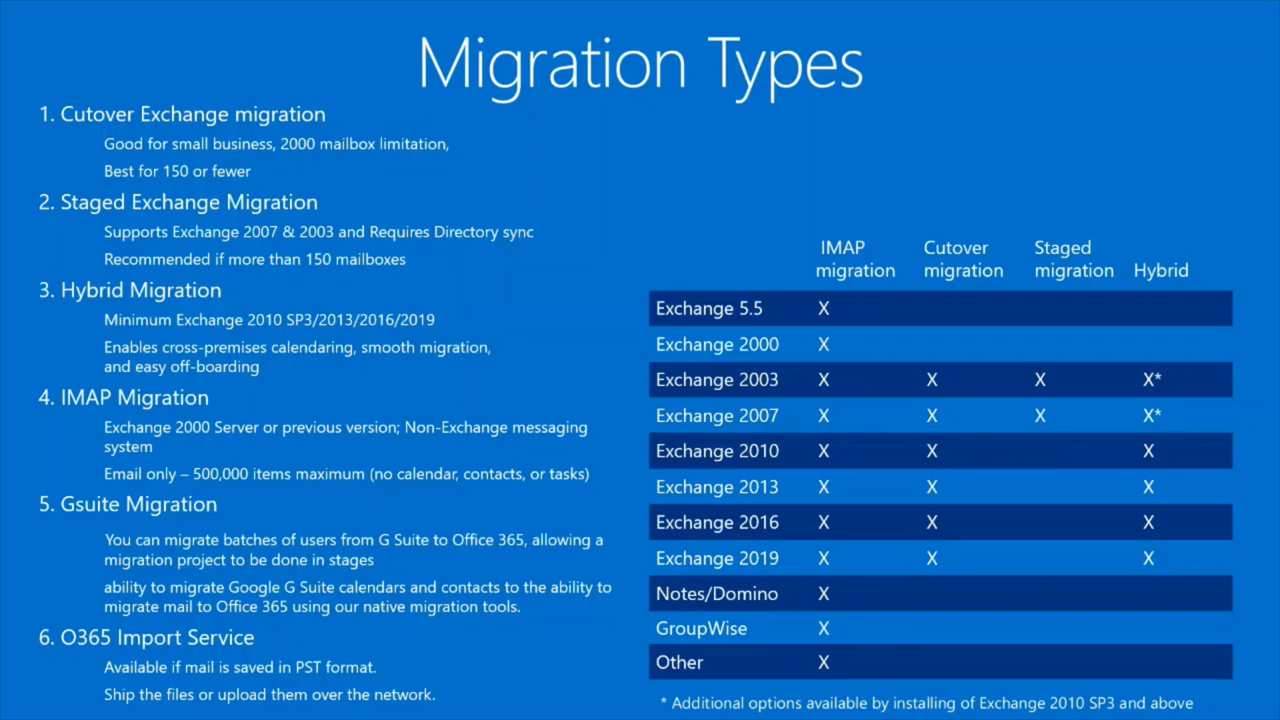 Migration Types
1. Cutover Exchange migration
Good for small business, 2000 mailbox limitation,
Best for 150 or fewer
2. Staged Exchange Migration
Supports Exchange 2007 & 2003 and Requires Directory sync
Recommended if more than 150 mailboxes
3. Hybrid Migration
Minimum Exchange 2010 SP3/2013/2016/2019
Enables cross-premises calendaring, smooth migration,
and easy off-boarding
4. IMAP Migration
Exchange 2000 Server or previous version; Non-Exchange messaging
system
Email only – 500,000 items maximum (no calendar, contacts, or tasks)
5. Gsuite Migration
You can migrate batches of users from G Suite to Office 365, allowing a
migration project to be done in stages
ability to migrate Google G Suite calendars and contacts to the ability to
migrate mail to Office 365 using our native migration tools.
6. O365 Import Service
Available if mail is saved in PST format.
Ship the files or upload them over the network.
IMAP Cutover Staged
migration migration migration Hybrid
Exchange 5.5 X
Exchange 2000 X
Exchange 2003 X X X X*
Exchange 2007 X X X X*
Exchange 2010 X X X
Exchange 2013 X X X
Exchange 2016 X X X
Exchange 2019 X X X
Notes/Domino X
GroupWise X
Other X
* Additional options available by installing of Exchange 2010 SP3 and above